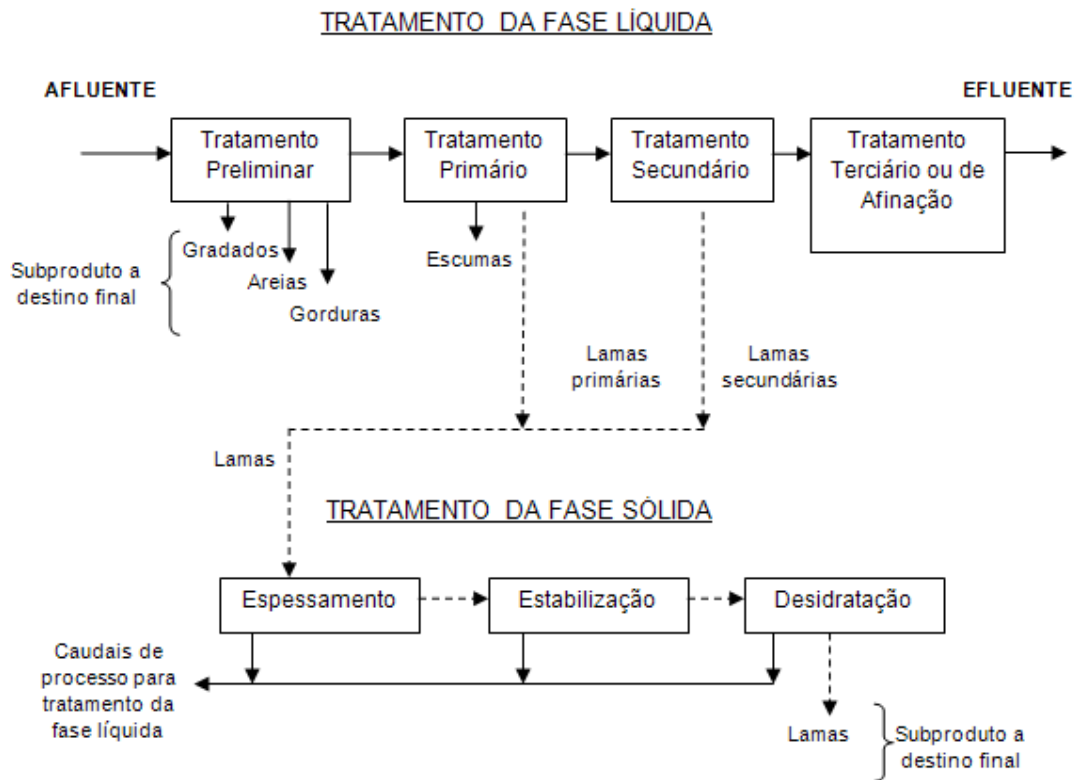 TRATAMENTO DA FASE LÍQUIDA
AFLUENTE
EFLUENTE
Tratamento
Preliminar
Tratamento
Primário
Tratamento
Secundário
Tratamento
Terciário ou de
Afinação
Gradados
Areias
Gorduras
Subproduto a
destino final
Escumas
Lamas
primárias
Lamas
secundárias
Lamas
TRATAMENTO DA FASE SÓLIDA
Espessamento
Estabilização
Desidratação
Caudais de
processo para
tratamento da
fase líquida
Lamas
Subproduto a
destino final